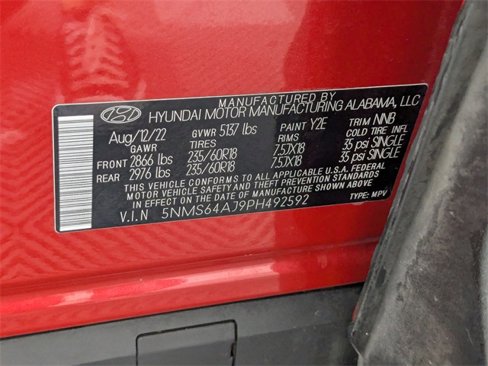 MANUFACTURED BY
HYUNDAI MOTOR MANUFACTURING ALABAMA, LLC
Aug/12/22 GVWR 5137 lbs PAINT Y2E TRIM NNB
GAWR TIRES RIMS COLD TIRE INF.
FRONT 2866 lbs 235/60R18 7.5JX18 35 psi SINGLE
REAR 2976 lbs 235/60R18 7.5JX18 35 psi SINGLE
THIS VEHICLE CONFORMS TO ALL APPLICABLE U.S.A. FEDERAL
MOTOR VEHICLE SAFETY AND THEFT PREVENTION STANDARDS
IN EFFECT ON THE DATE OF MANUFACTURE SHOWN ABOVE.
V.I.N 5NMS64AJ9PH492592 TYPE: MPV